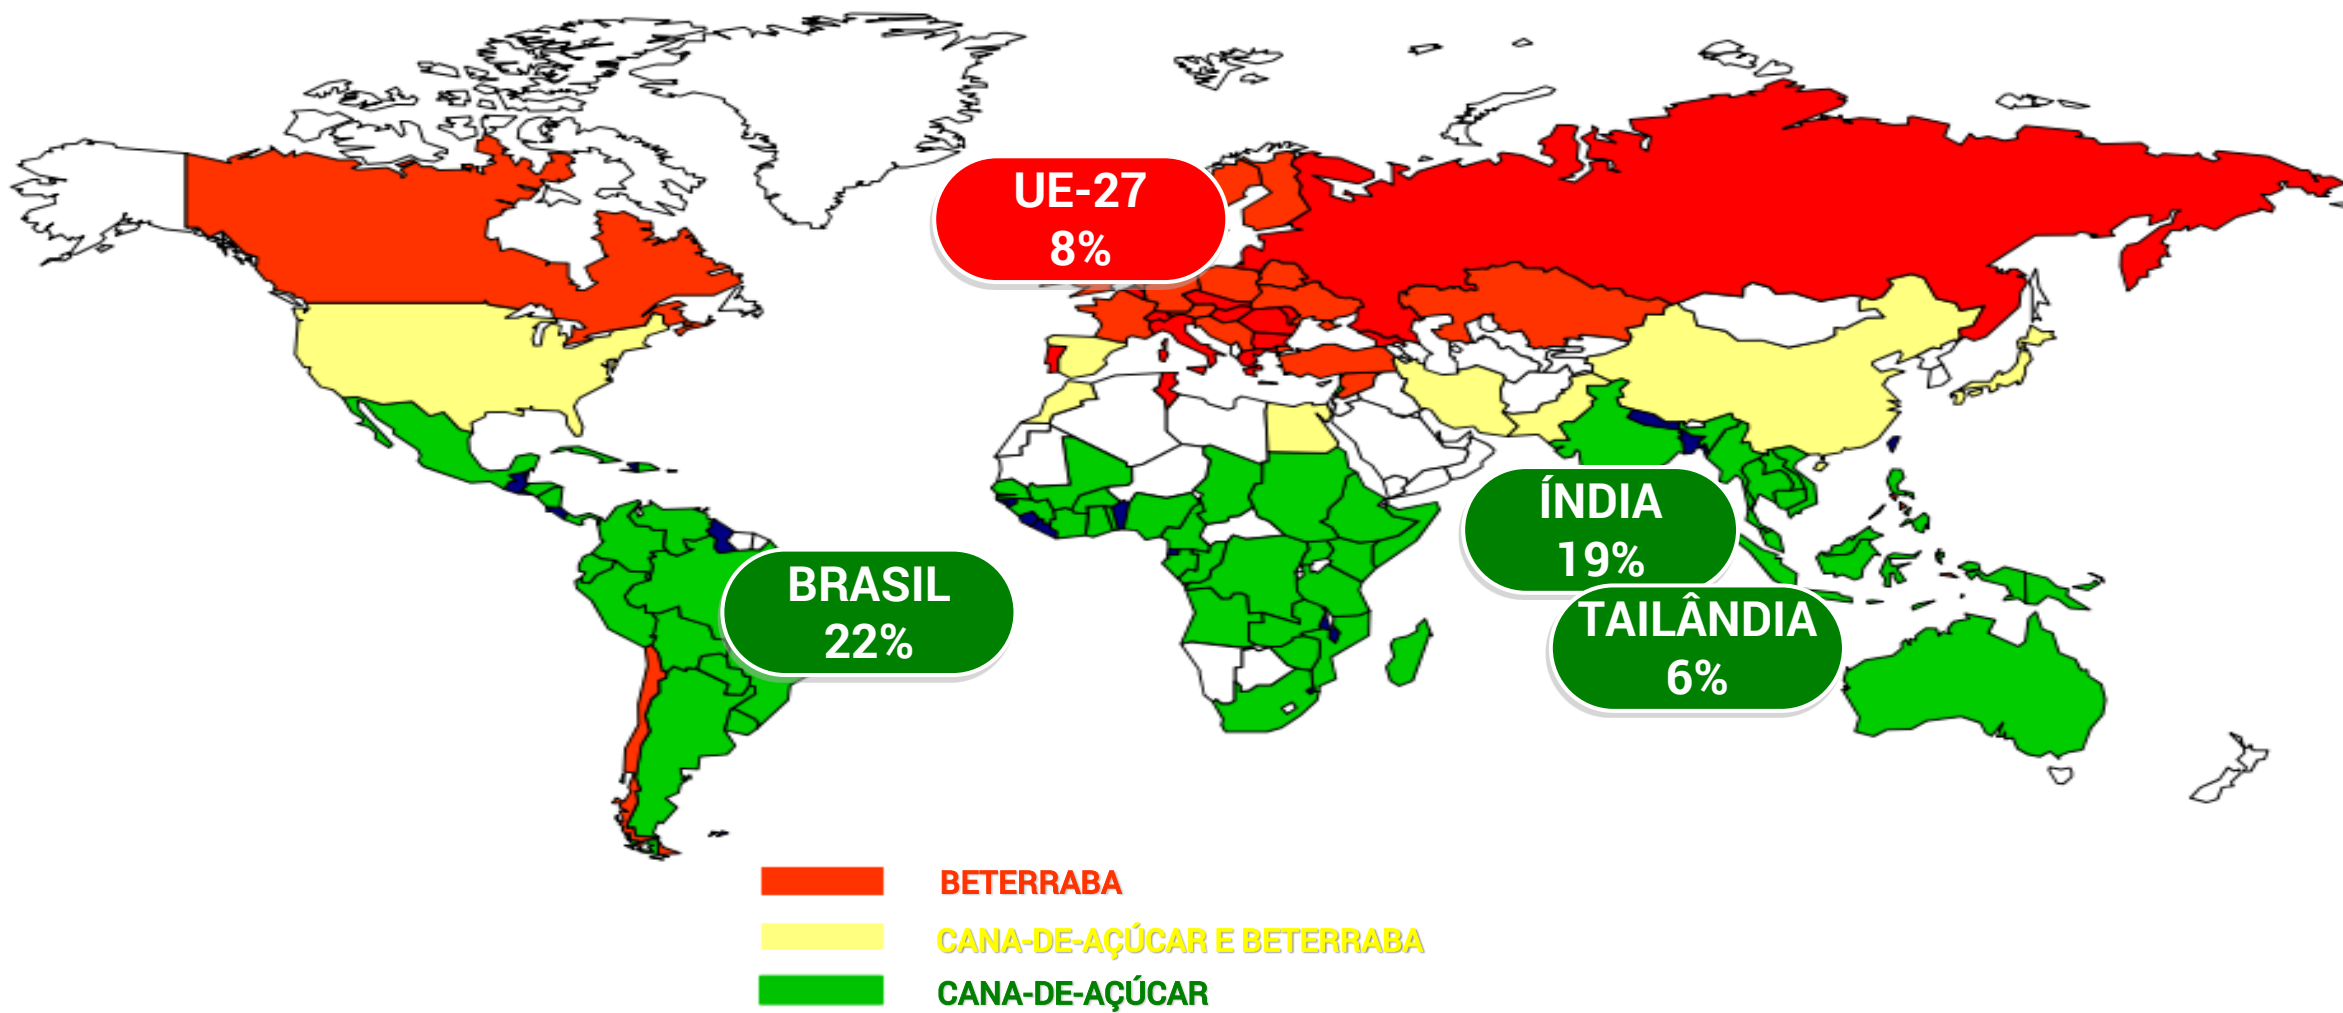 UE-27
8%
ÍNDIA
19%
BRASIL
22%
TAILÂNDIA
6%
BETERRABA
CANA-DE-AÇÚCAR E BETERRABA
CANA-DE-AÇÚCAR